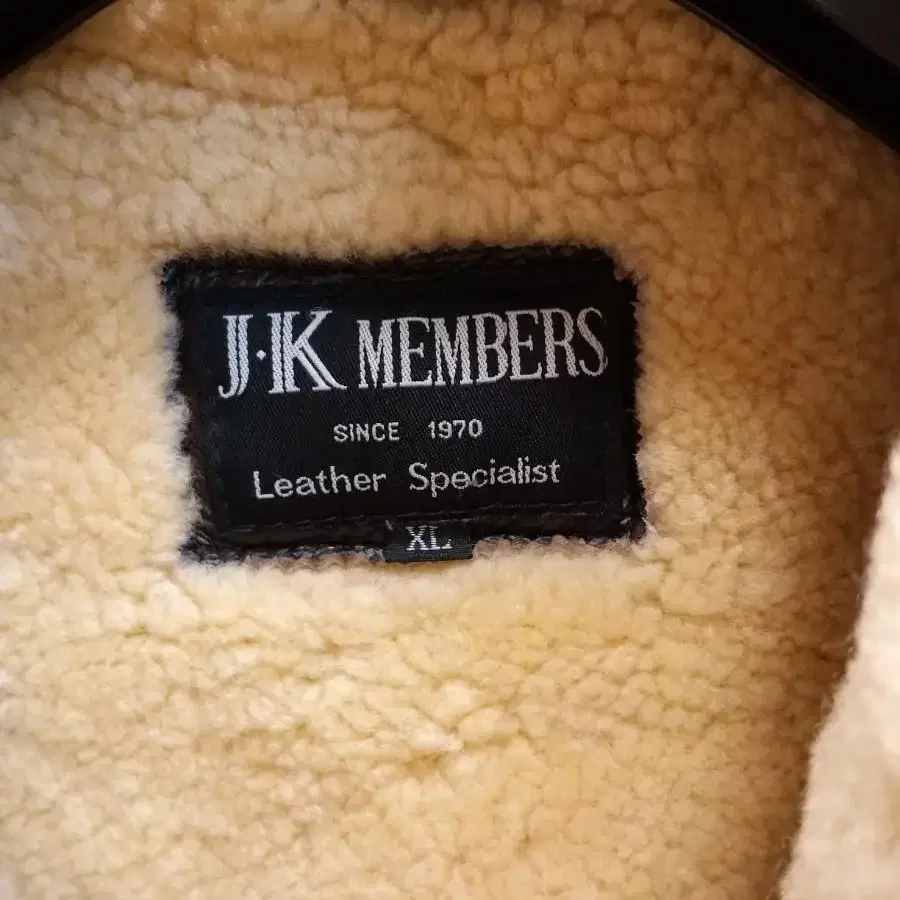 J·K MEMBERS
SINCE 1970
Leather Specialist
XL